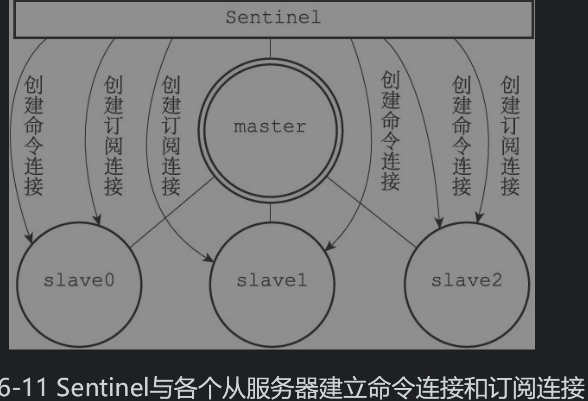 Sentinel
创建命令连接
创建订阅连接
创建订阅连接
master
创建命令连接
创建命令连接
创建订阅连接
slave0
slave1
slave2
6-11 Sentinel与各个从服务器建立命令连接和订阅连接